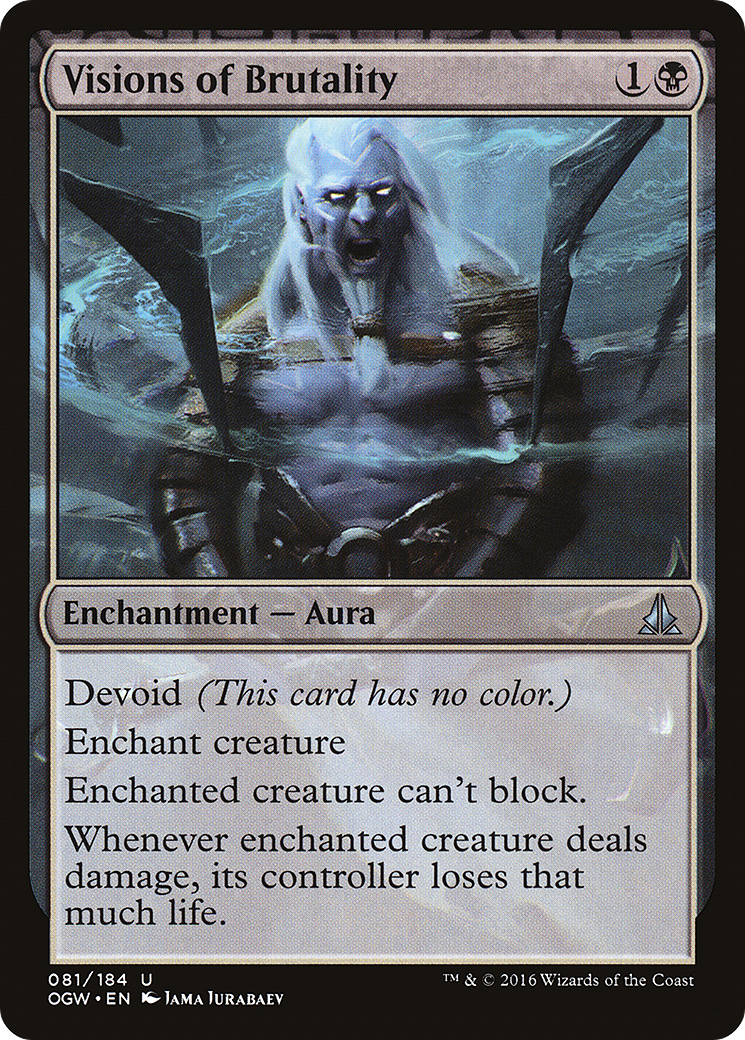 Visions of Brutality 1
Enchantment — Aura
Devoid (This card has no color.)
Enchant creature
Enchanted creature can't block.
Whenever enchanted creature deals
damage, its controller loses that
much life.
081/184 U
OGW • EN Jama Jurabaev
™ & © 2016 Wizards of the Coast